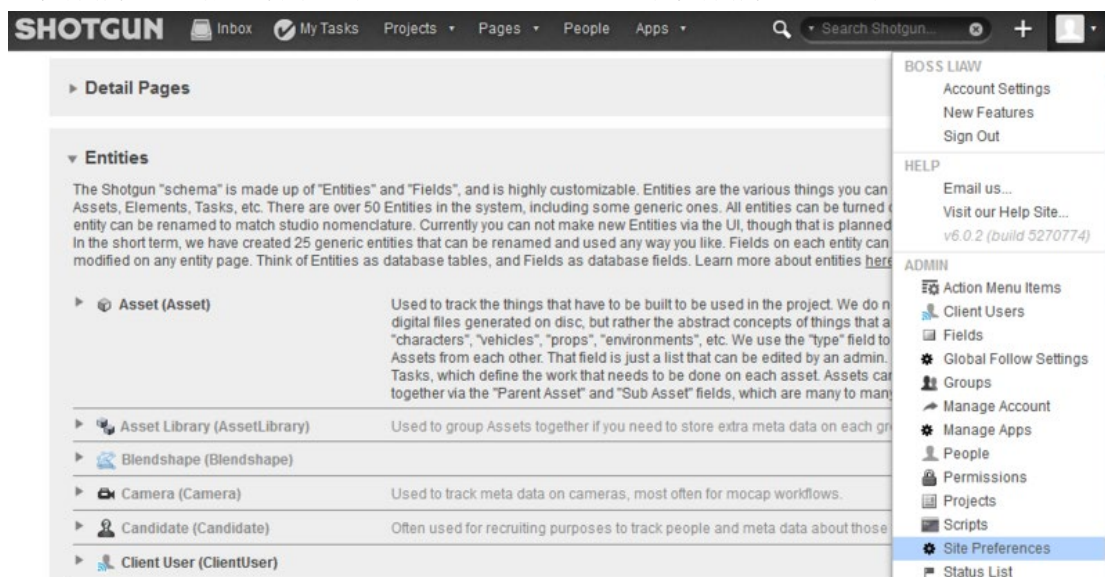 SHOTGUN Inbox My Tasks Projects Pages People Apps Search Shotgun...
Detail Pages
Entities
The Shotgun "schema" is made up of "Entities" and "Fields", and is highly customizable. Entities are the various things you can
Assets, Elements, Tasks, etc. There are over 50 Entities in the system, including some generic ones. All entities can be turned
entity can be renamed to match studio nomenclature. Currently you can not make new Entities via the UI, though that is planned
In the short term, we have created 25 generic entities that can be renamed and used any way you like. Fields on each entity can
modified on any entity page. Think of Entities as database tables, and Fields as database fields. Learn more about entities here
Asset (Asset)
Used to track the things that have to be built to be used in the project. We do n
digital files generated on disc, but rather the abstract concepts of things that a
"characters", "vehicles", "props", "environments", etc. We use the "type" field to
Assets from each other. That field is just a list that can be edited by an admin.
Tasks, which define the work that needs to be done on each asset. Assets can
together via the "Parent Asset" and "Sub Asset" fields, which are many to many
Asset Library (AssetLibrary) Used to group Assets together if you need to store extra meta data on each gr
Blendshape (Blendshape)
Camera (Camera) Used to track meta data on cameras, most often for mocap workflows.
Candidate (Candidate) Often used for recruiting purposes to track people and meta data about those
Client User (ClientUser)
BOSS LIAW
Account Settings
New Features
Sign Out
HELP
Email us...
Visit our Help Site...
v6.0.2 (build 5270774)
ADMIN
Action Menu Items
Client Users
Fields
Global Follow Settings
Groups
Manage Account
Manage Apps
People
Permissions
Projects
Scripts
Site Preferences
Status List